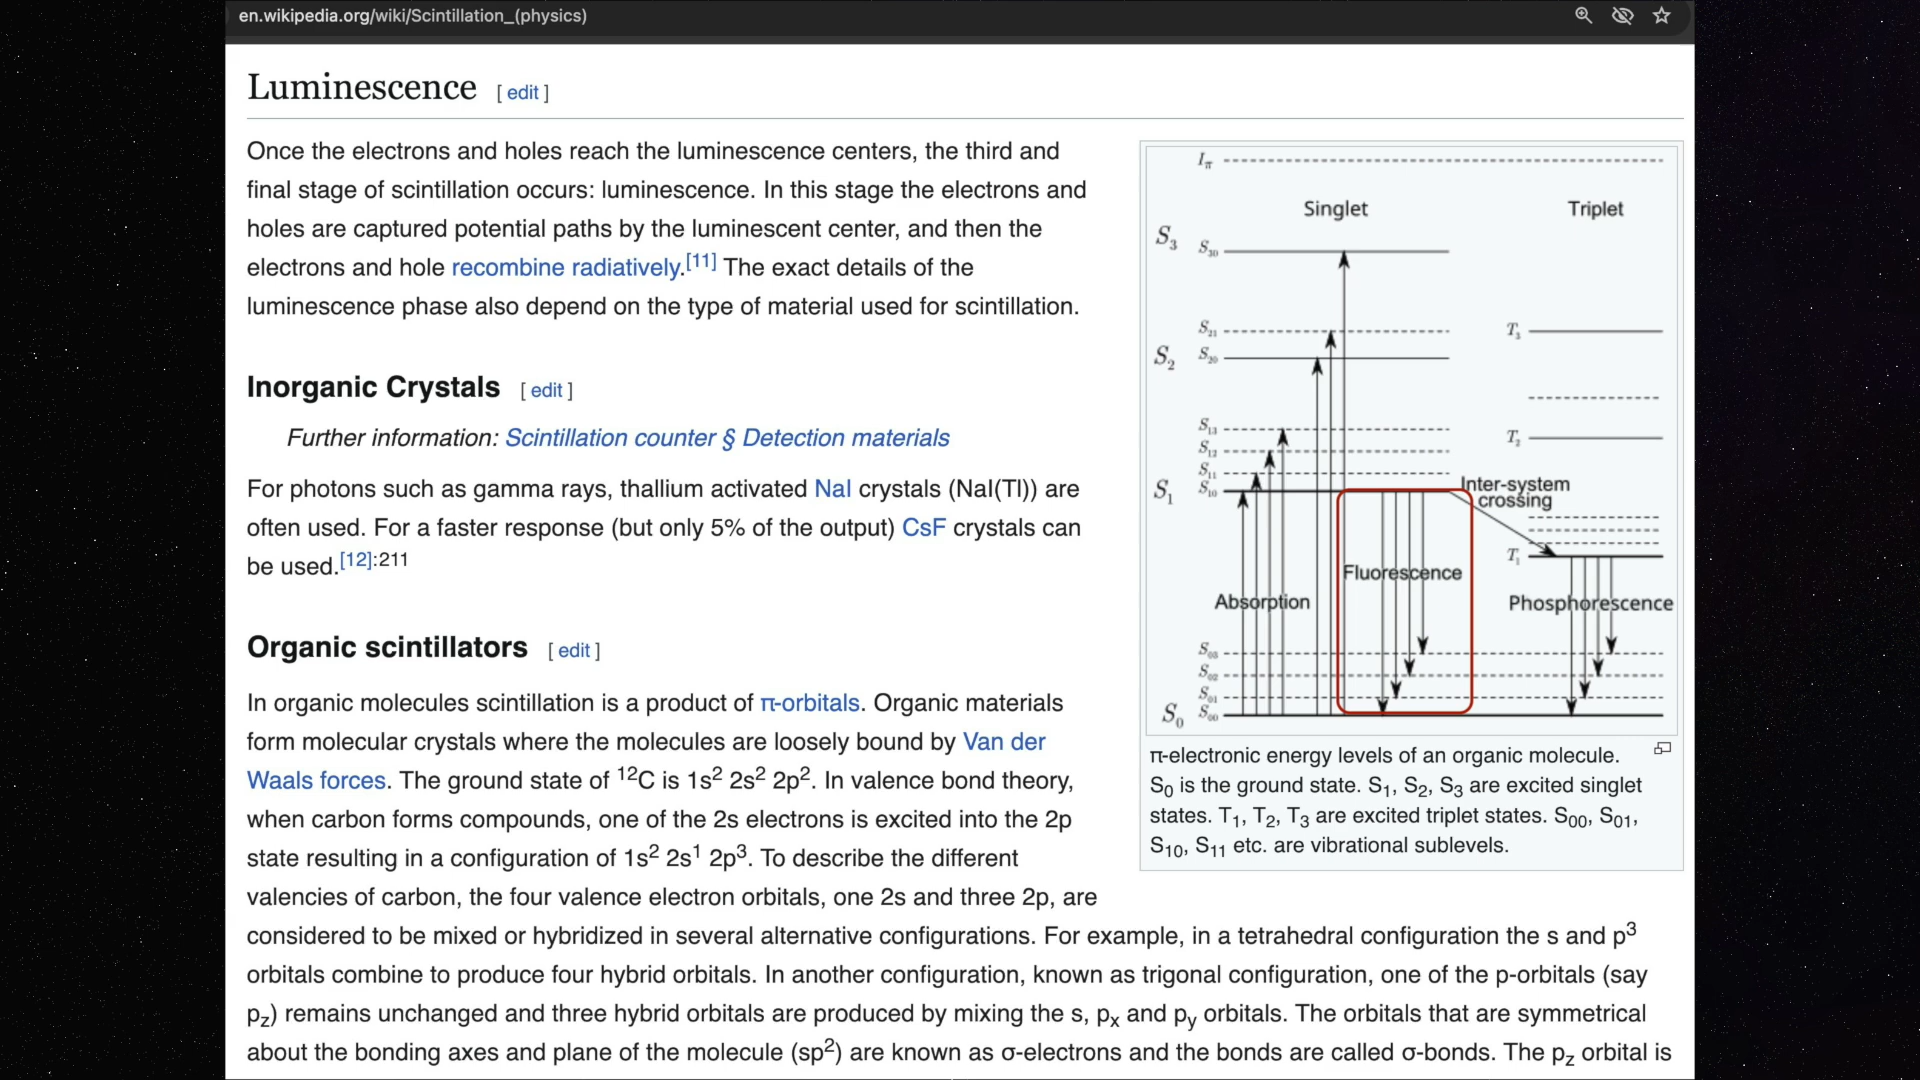 en.wikipedia.org/wiki/Scintillation_(physics)
Luminescence [ edit ]
Once the electrons and holes reach the luminescence centers, the third and
final stage of scintillation occurs: luminescence. In this stage the electrons and
holes are captured potential paths by the luminescent center, and then the
electrons and hole recombine radiatively.[11] The exact details of the
luminescence phase also depend on the type of material used for scintillation.
Inorganic Crystals [ edit ]
Further information: Scintillation counter § Detection materials
For photons such as gamma rays, thallium activated NaI crystals (NaI(Tl)) are
often used. For a faster response (but only 5% of the output) CsF crystals can
be used.[12]:211
Organic scintillators [ edit ]
In organic molecules scintillation is a product of π-orbitals. Organic materials
form molecular crystals where the molecules are loosely bound by Van der
Waals forces. The ground state of ¹²C is 1s² 2s² 2p². In valence bond theory,
when carbon forms compounds, one of the 2s electrons is excited into the 2p
state resulting in a configuration of 1s² 2s¹ 2p³. To describe the different
valencies of carbon, the four valence electron orbitals, one 2s and three 2p, are
considered to be mixed or hybridized in several alternative configurations. For example, in a tetrahedral configuration the s and p³
orbitals combine to produce four hybrid orbitals. In another configuration, known as trigonal configuration, one of the p-orbitals (say
p_z) remains unchanged and three hybrid orbitals are produced by mixing the s, pₓ and p_y orbitals. The orbitals that are symmetrical
about the bonding axes and plane of the molecule (sp²) are known as σ-electrons and the bonds are called σ-bonds. The p_z orbital is
I_π
Singlet Triplet
S₃ S₃₀
S₂₁ T₃
S₂ S₂₀
S₁₃
T₂
S₁₂
S₁₁
S₁ S₁₀
Inter-system
crossing
T₁
Fluorescence
Absorption
Phosphorescence
S₀₃
S₀₂
S₀₁
S₀ S₀₀
π-electronic energy levels of an organic molecule.
S₀ is the ground state. S₁, S₂, S₃ are excited singlet
states. T₁, T₂, T₃ are excited triplet states. S₀₀, S₀₁,
S₁₀, S₁₁ etc. are vibrational sublevels.